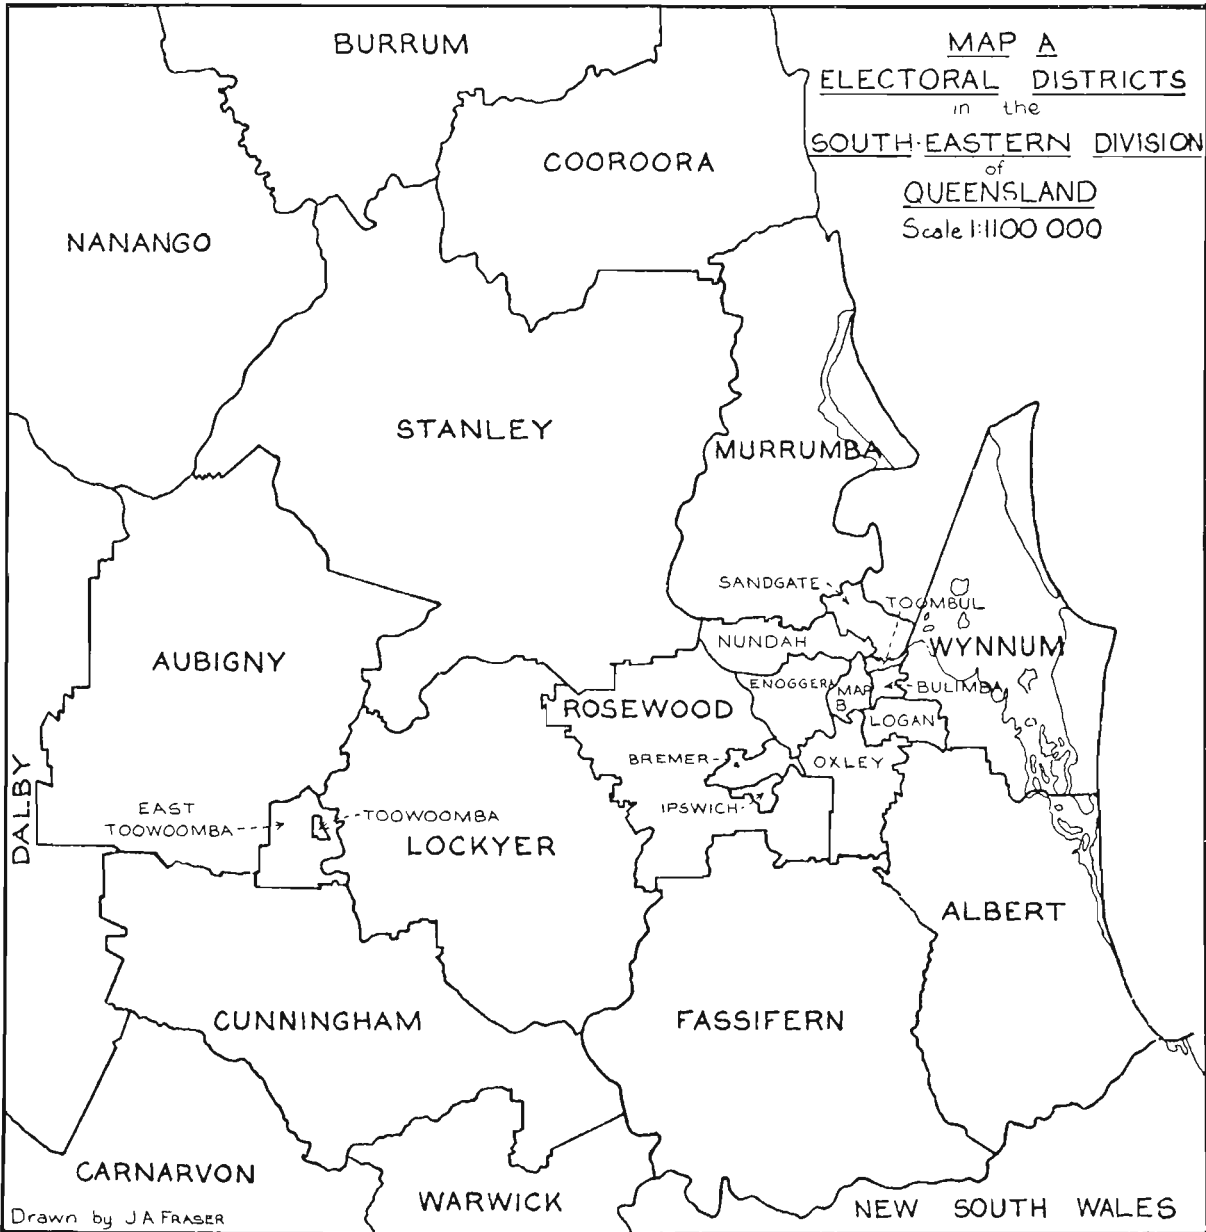 MAP A
ELECTORAL DISTRICTS
in the
SOUTH-EASTERN DIVISION
of
QUEENSLAND
Scale 1:1100 000
BURRUM
COOROORA
NANANGO
STANLEY
MURRUMBA
SANDGATE
TOOMBUL
NUNDAH
WYNNUM
AUBIGNY
ENOGGERA
MAP
B
BULIMBA
ROSEWOOD
LOGAN
BREMER
OXLEY
DALBY
EAST
TOOWOOMBA
TOOWOOMBA
IPSWICH
LOCKYER
ALBERT
CUNNINGHAM
FASSIFERN
CARNARVON
WARWICK
NEW SOUTH WALES
Drawn by J A FRASER